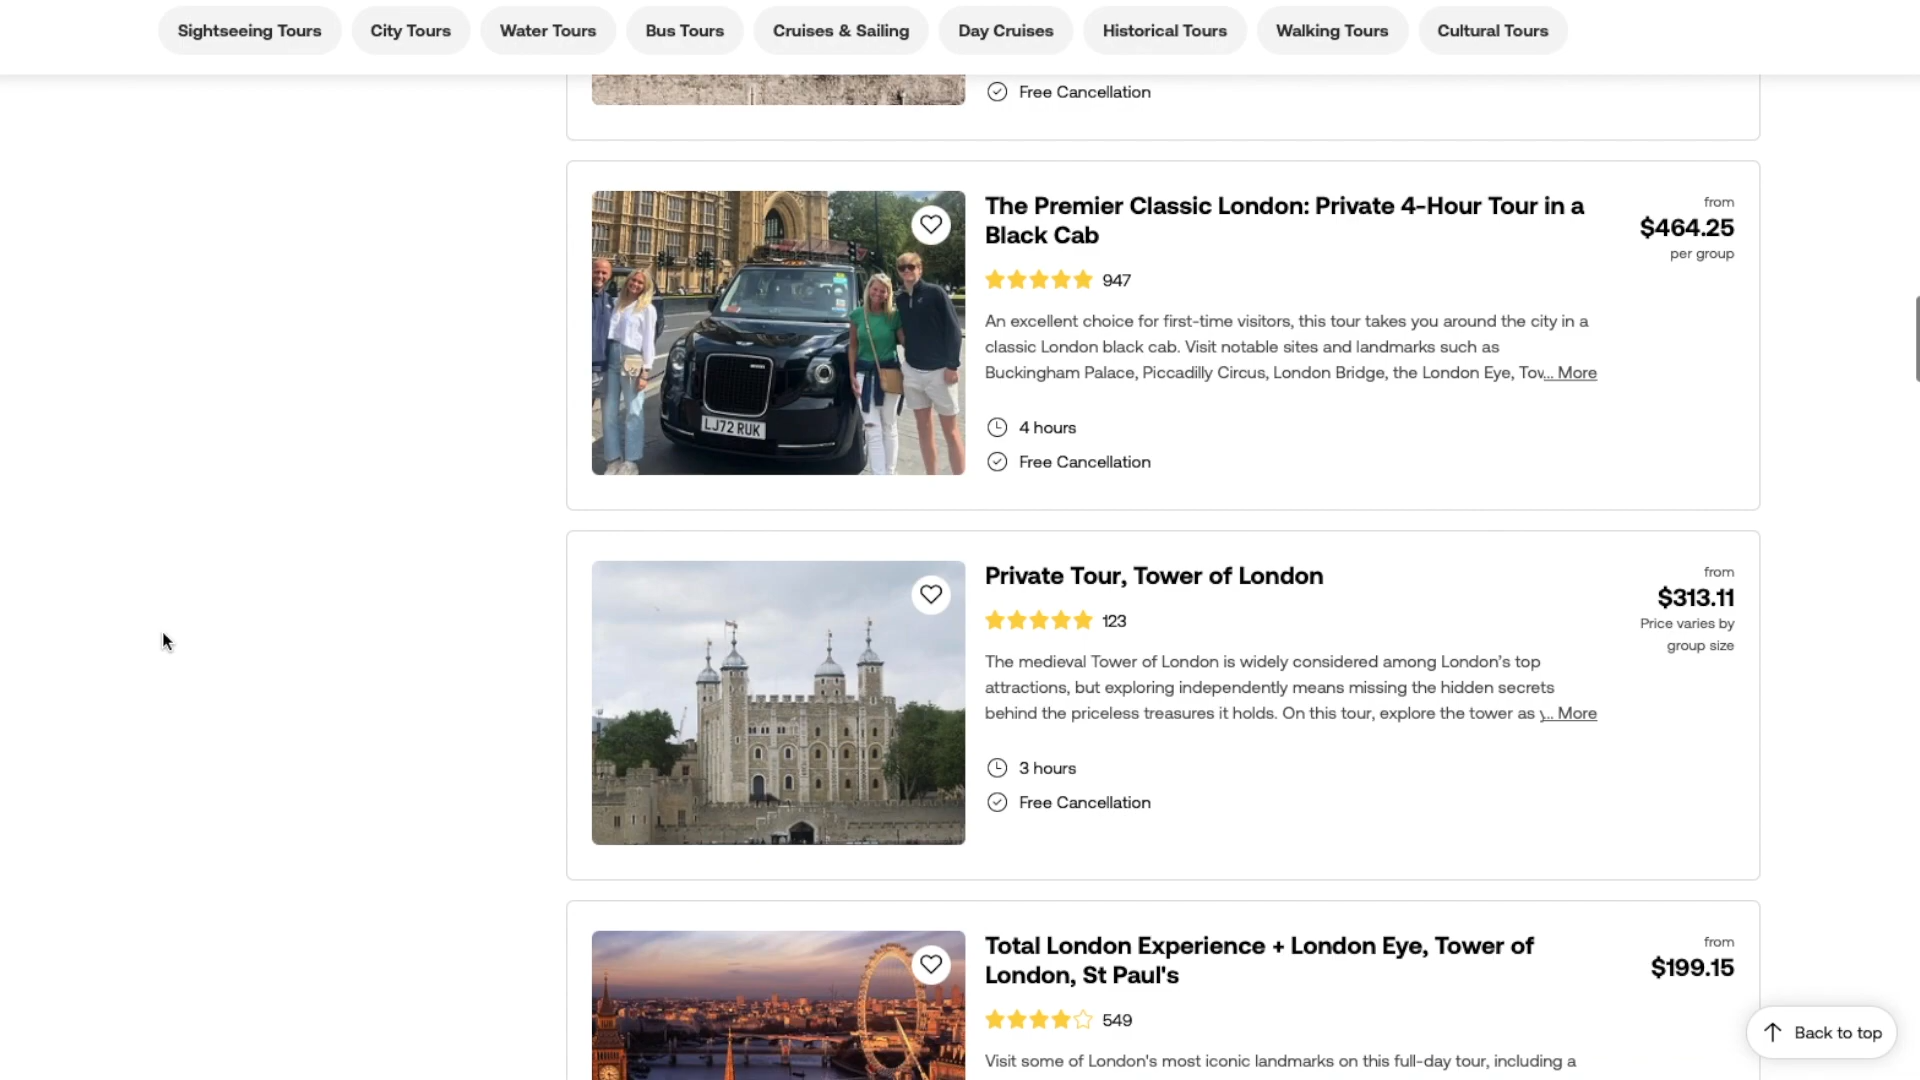 Sightseeing Tours
City Tours
Water Tours
Bus Tours
Cruises & Sailing
Day Cruises
Historical Tours
Walking Tours
Cultural Tours
Free Cancellation
The Premier Classic London: Private 4-Hour Tour in a
Black Cab
947
An excellent choice for first-time visitors, this tour takes you around the city in a
classic London black cab. Visit notable sites and landmarks such as
Buckingham Palace, Piccadilly Circus, London Bridge, the London Eye, Tov... More
4 hours
Free Cancellation
from
$464.25
per group
LJ72 RUK
Private Tour, Tower of London
123
The medieval Tower of London is widely considered among London’s top
attractions, but exploring independently means missing the hidden secrets
behind the priceless treasures it holds. On this tour, explore the tower as y... More
3 hours
Free Cancellation
from
$313.11
Price varies by
group size
Total London Experience + London Eye, Tower of
London, St Paul's
549
Visit some of London's most iconic landmarks on this full-day tour, including a
from
$199.15
Back to top